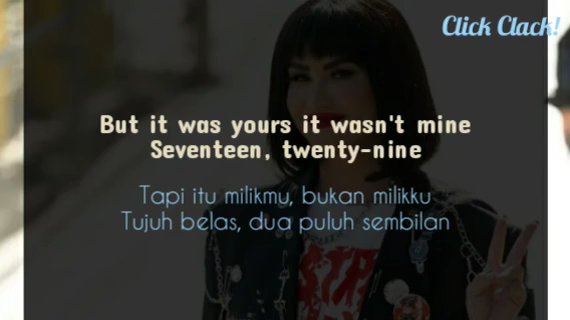 Click Clack!
But it was yours it wasn't mine
Seventeen, twenty-nine
Tapi itu milikmu, bukan milikku
Tujuh belas, dua puluh sembilan